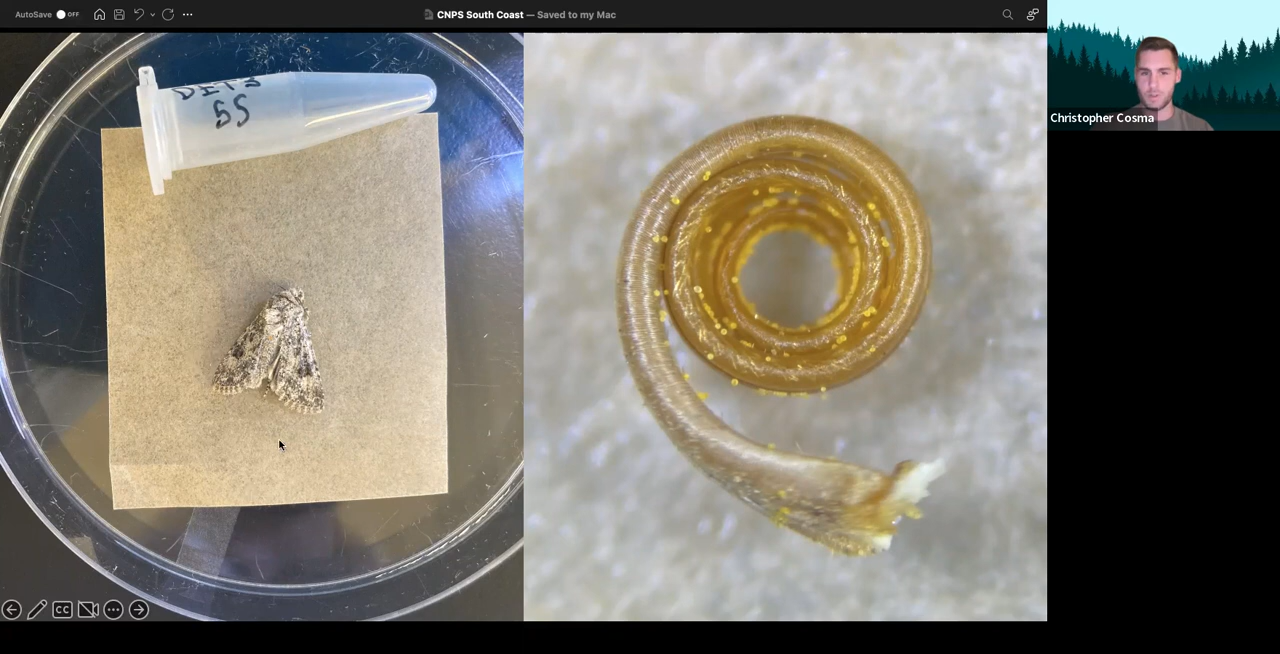 AutoSave OFF
CNPS South Coast — Saved to my Mac
55
Christopher Cosma
CC